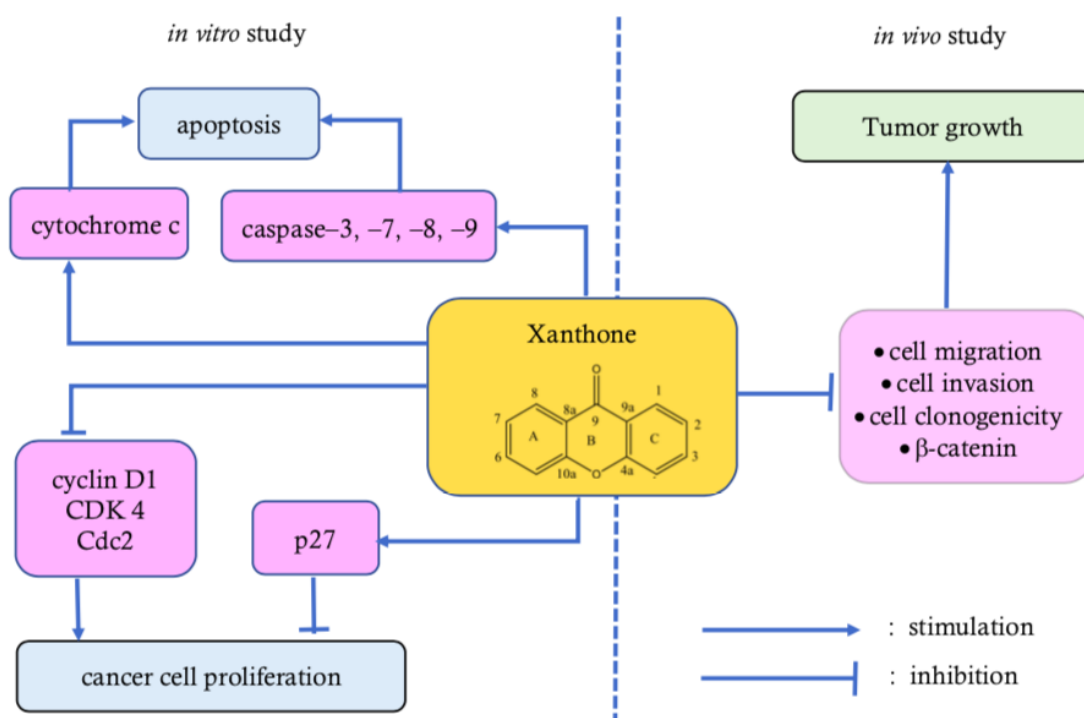 in vitro study
in vivo study
apoptosis
Tumor growth
cytochrome c
caspase–3, –7, –8, –9
Xanthone
O
8
1
8a
9
9a
7
2
A
B
C
6
3
10a
O
4a
• cell migration
• cell invasion
• cell clonogenicity
• β-catenin
cyclin D1
CDK 4
Cdc2
p27
cancer cell proliferation
: stimulation
: inhibition